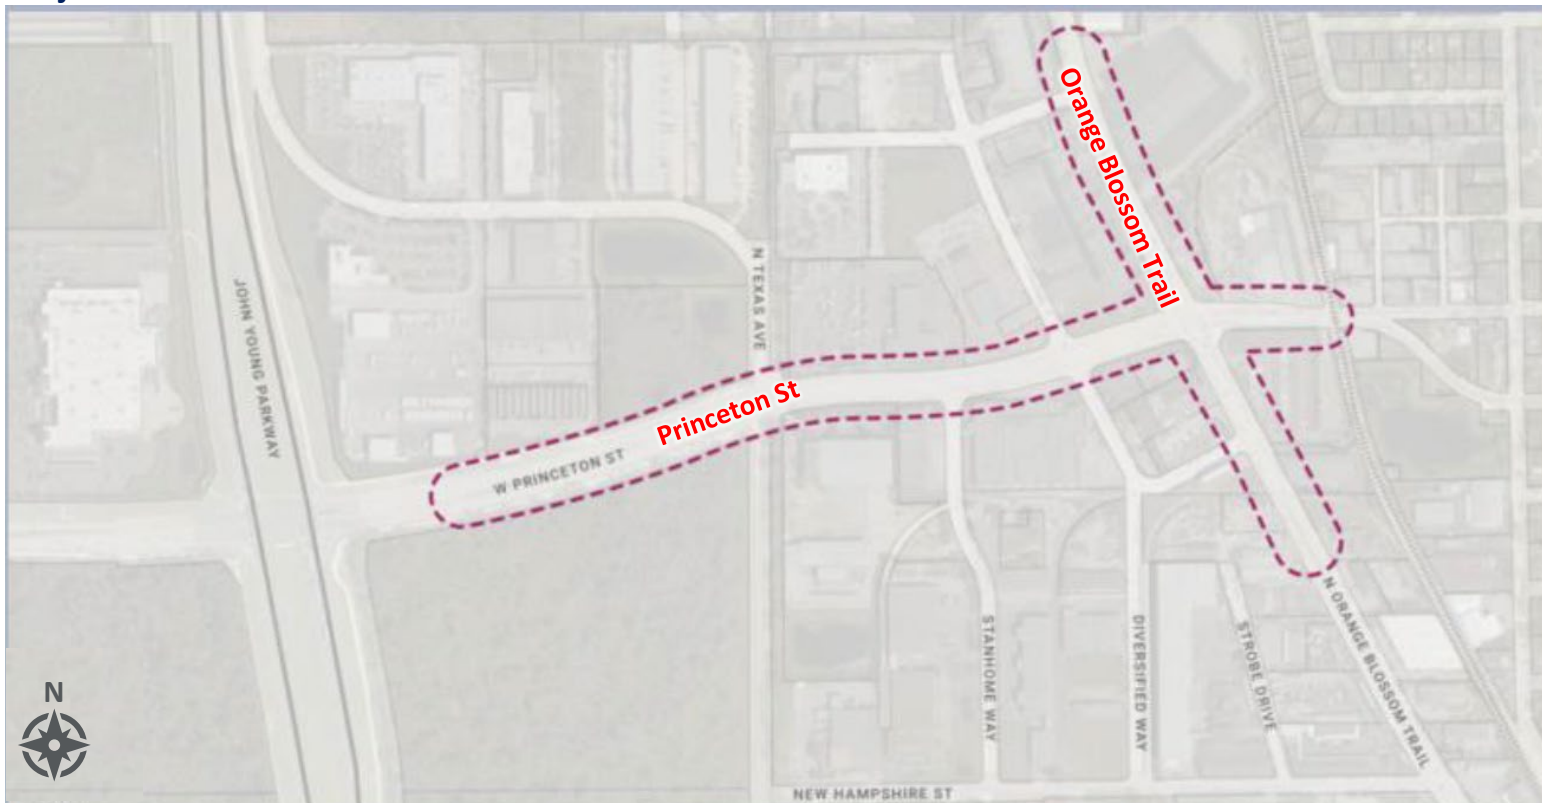 Orange Blossom Trail
N TEXAS AVE
JOHN YOUNG PARKWAY
Princeton St
W PRINCETON ST
N ORANGE BLOSSOM TRAIL
STANHOME WAY
DIVERSIFIED WAY
STROBE DRIVE
N
NEW HAMPSHIRE ST